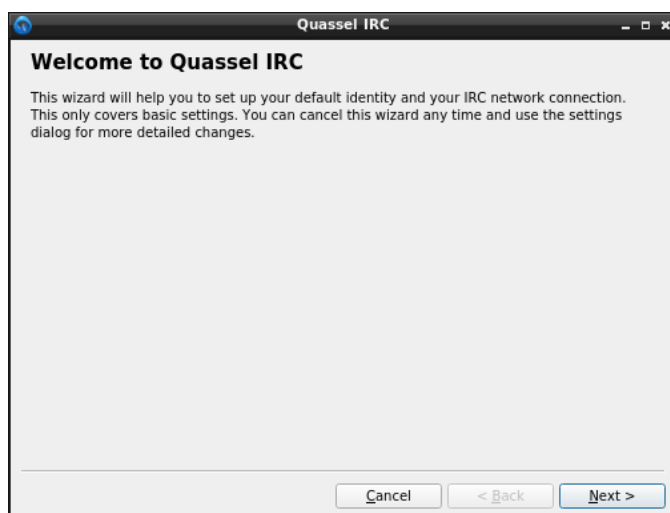 Quassel IRC
Welcome to Quassel IRC
This wizard will help you to set up your default identity and your IRC network connection.
This only covers basic settings. You can cancel this wizard any time and use the settings
dialog for more detailed changes.
Cancel
< Back
Next >